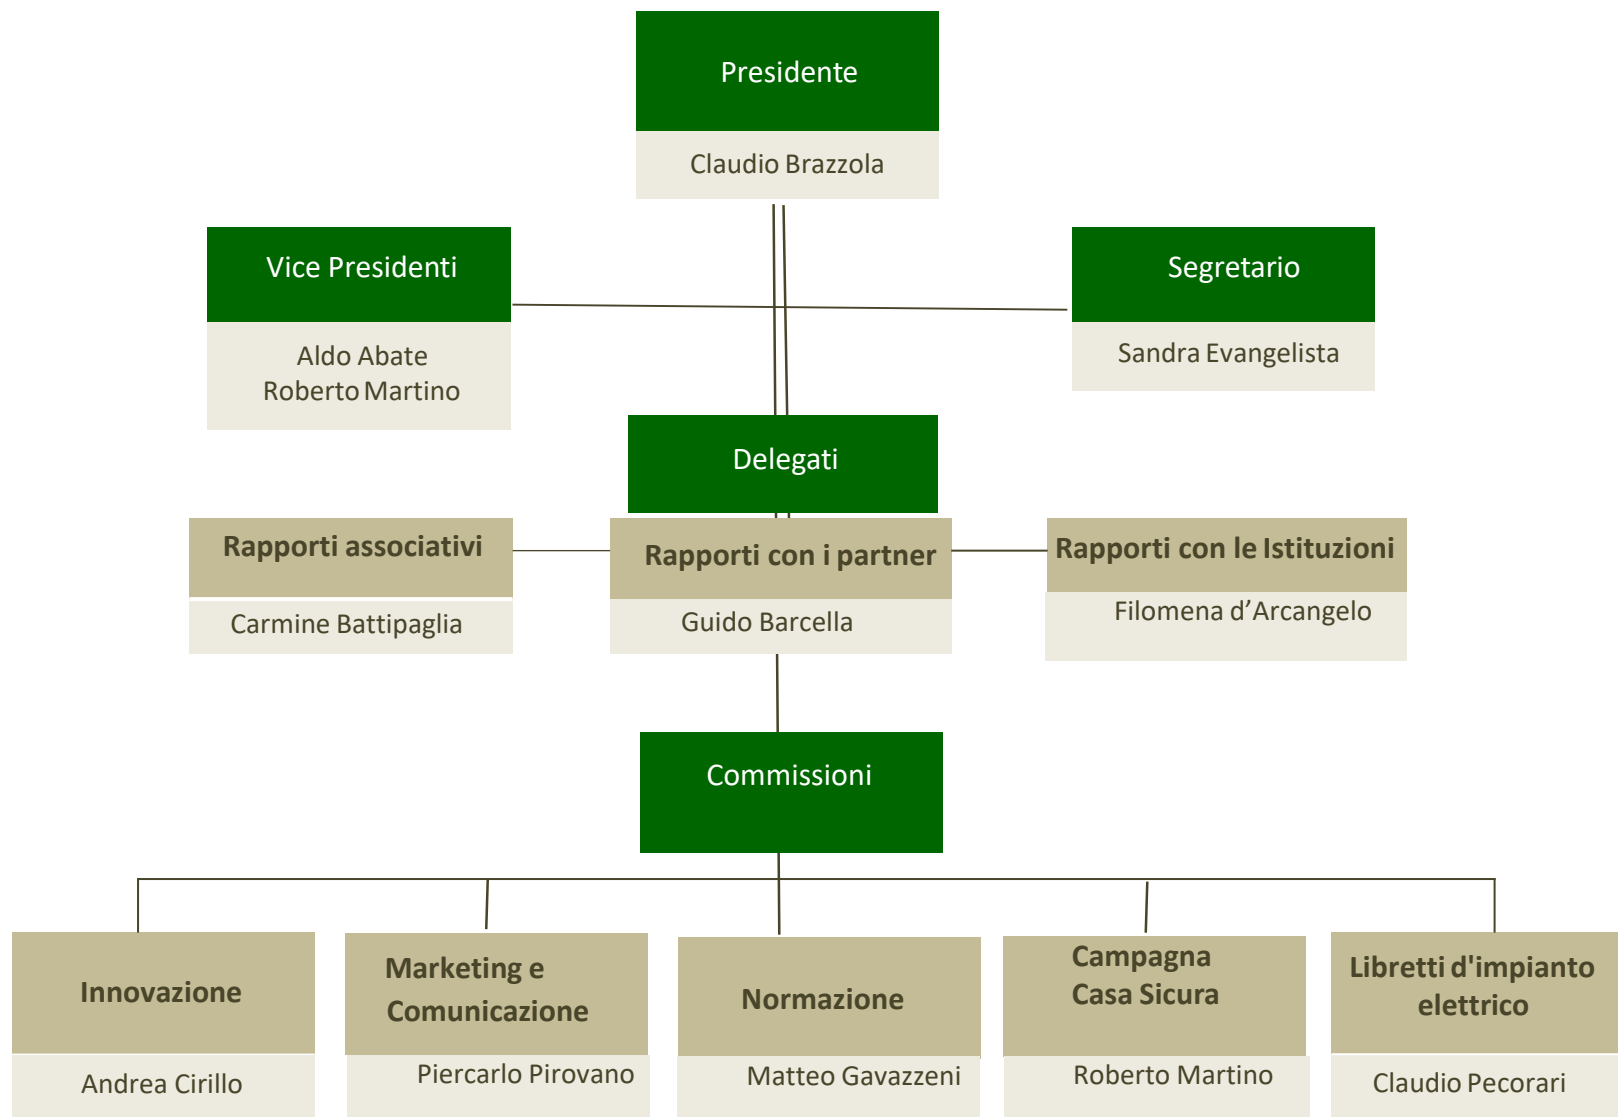 Presidente
Claudio Brazzola
Vice Presidenti
Segretario
Aldo Abate
Roberto Martino
Sandra Evangelista
Delegati
Rapporti associativi
Rapporti con i partner
Rapporti con le Istituzioni
Carmine Battipaglia
Guido Barcella
Filomena d’Arcangelo
Commissioni
Innovazione
Marketing e
Comunicazione
Normazione
Campagna
Casa Sicura
Libretti d'impianto
elettrico
Andrea Cirillo
Piercarlo Pirovano
Matteo Gavazzeni
Roberto Martino
Claudio Pecorari